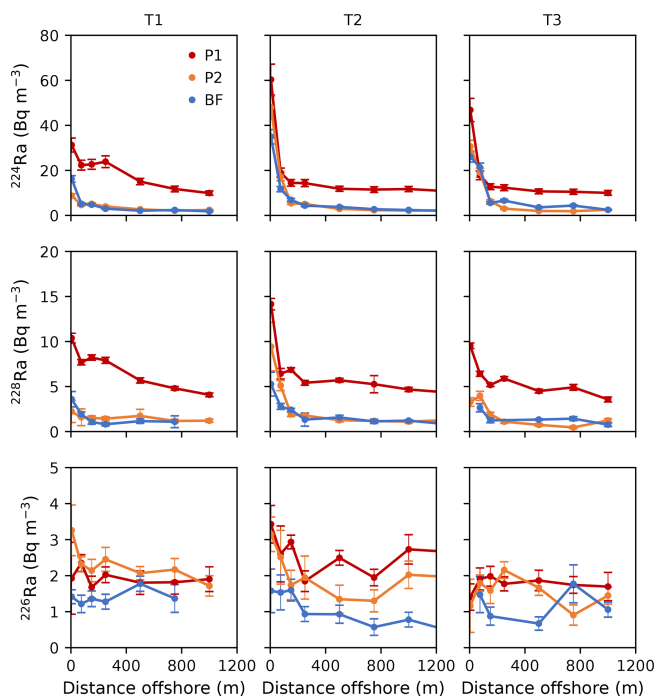 T1 T2 T3
80
60
40
20
0
²²⁴Ra (Bq m⁻³)
P1
P2
BF
20
15
10
5
0
²²⁸Ra (Bq m⁻³)
5
4
3
2
1
0
²²⁶Ra (Bq m⁻³)
0 400 800 1200 0 400 800 1200 0 400 800 1200
Distance offshore (m) Distance offshore (m) Distance offshore (m)